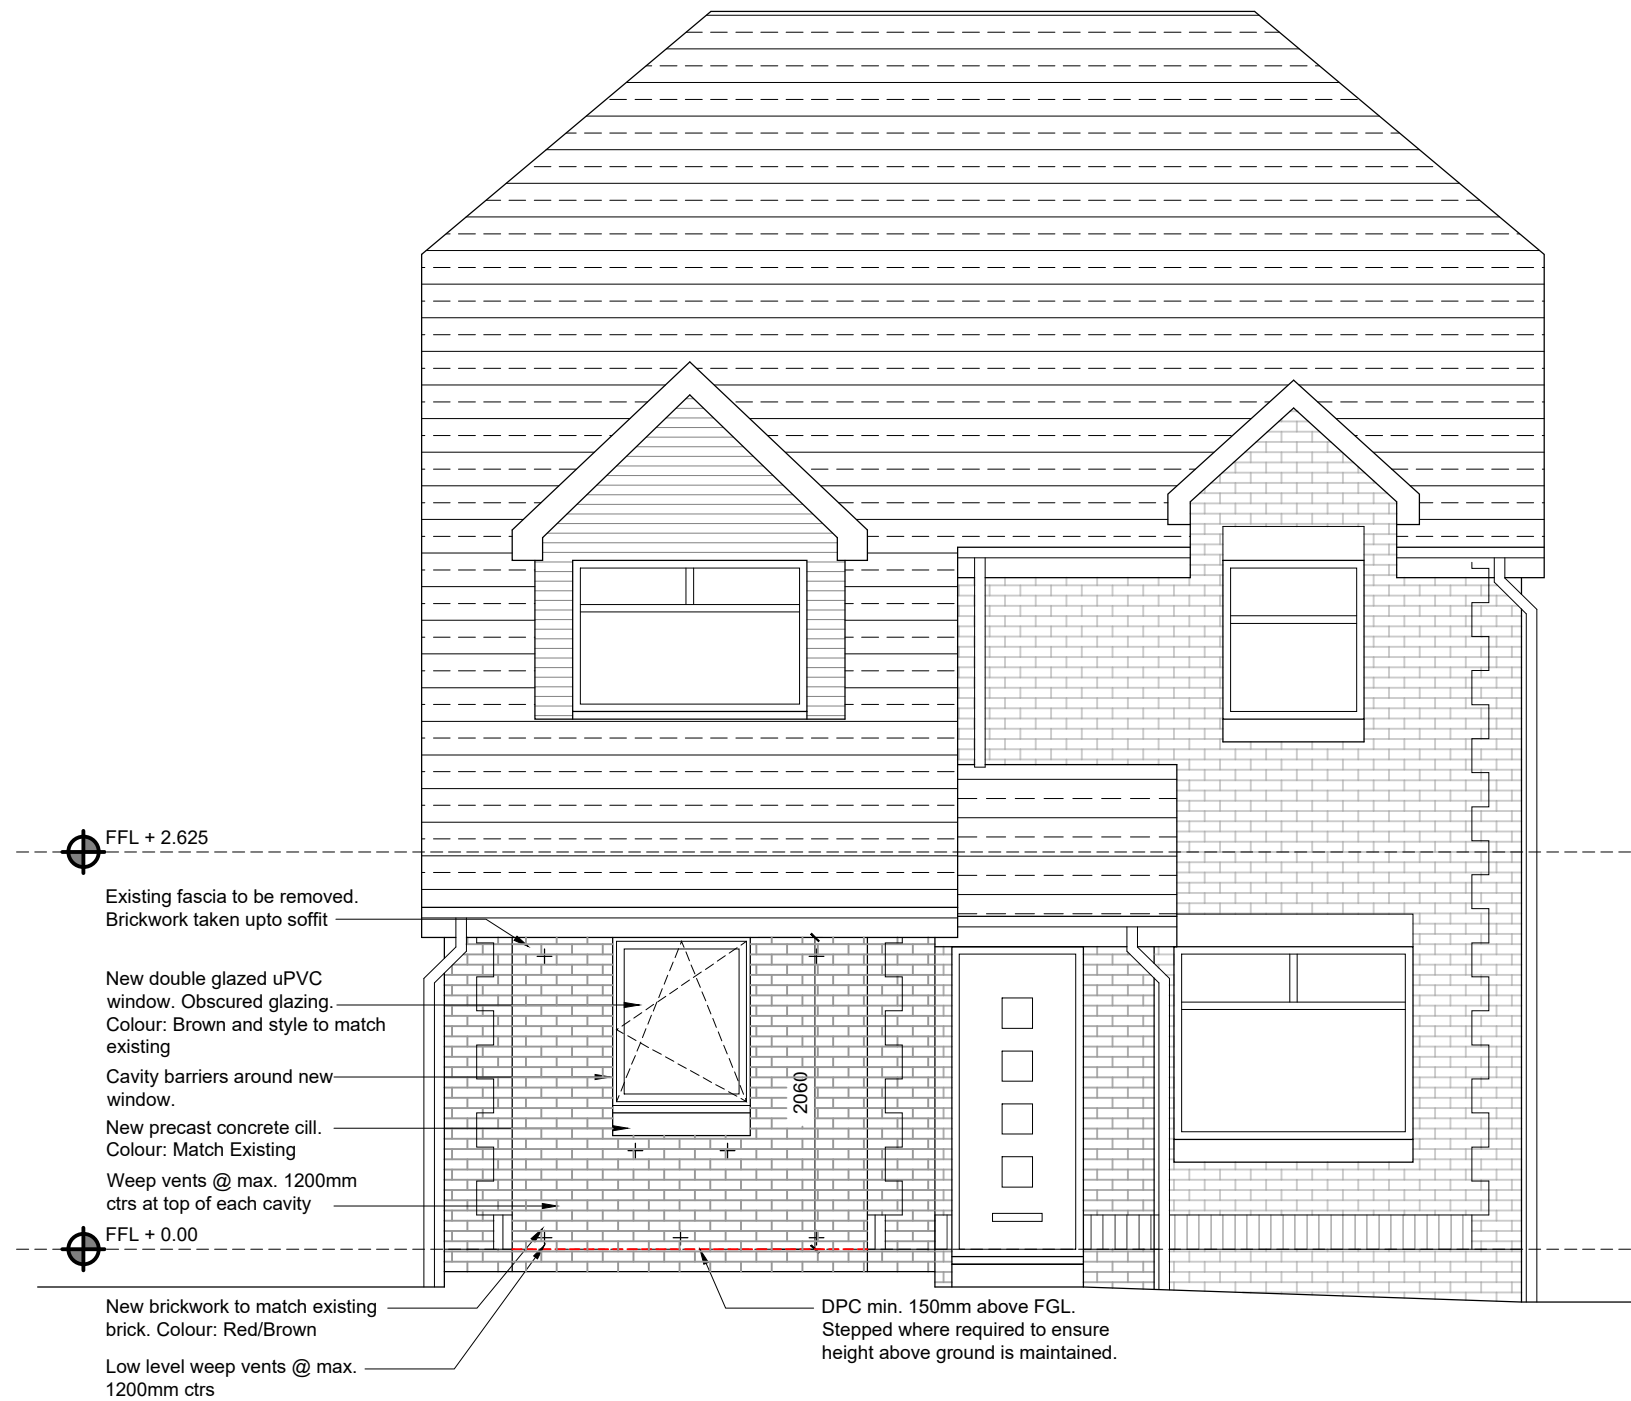 FFL + 2.625
Existing fascia to be removed.
Brickwork taken upto soffit
New double glazed uPVC
window. Obscured glazing.
Colour: Brown and style to match
existing
Cavity barriers around new
window.
New precast concrete cill.
Colour: Match Existing
Weep vents @ max. 1200mm
ctrs at top of each cavity
FFL + 0.00
2060
New brickwork to match existing
brick. Colour: Red/Brown
Low level weep vents @ max.
1200mm ctrs
DPC min. 150mm above FGL.
Stepped where required to ensure
height above ground is maintained.